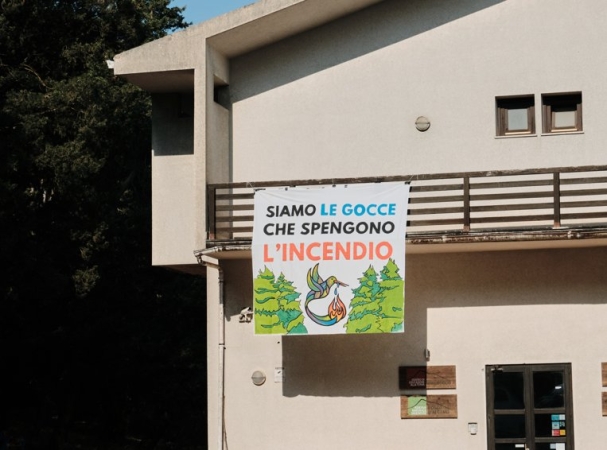 SIAMO LE GOCCE
CHE SPENGONO
L'INCENDIO